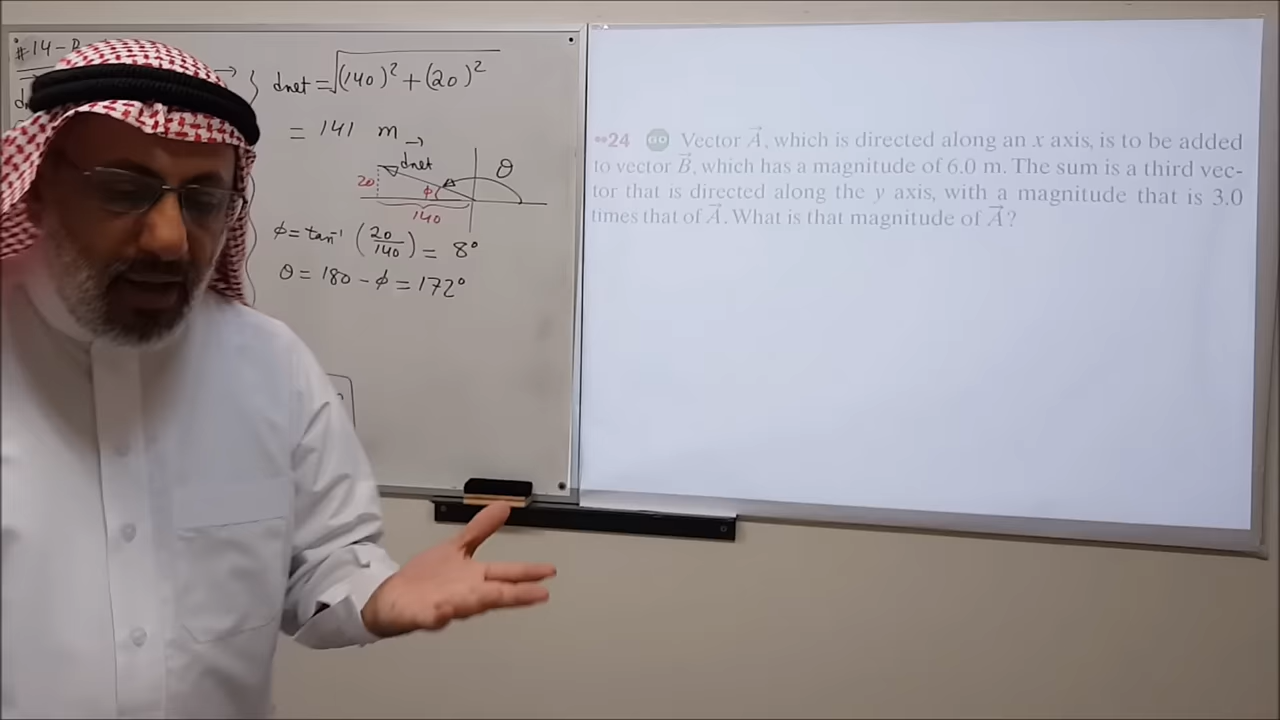 #14 -
dnet = √(140)² + (20)²
= 141 m
dnet
θ
20
φ
140
φ = tan⁻¹ (20/140) = 8°
θ = 180 - φ = 172°
••24 GO Vector A⃗, which is directed along an x axis, is to be added
to vector B⃗, which has a magnitude of 6.0 m. The sum is a third vec-
tor that is directed along the y axis, with a magnitude that is 3.0
times that of A⃗. What is that magnitude of A⃗?